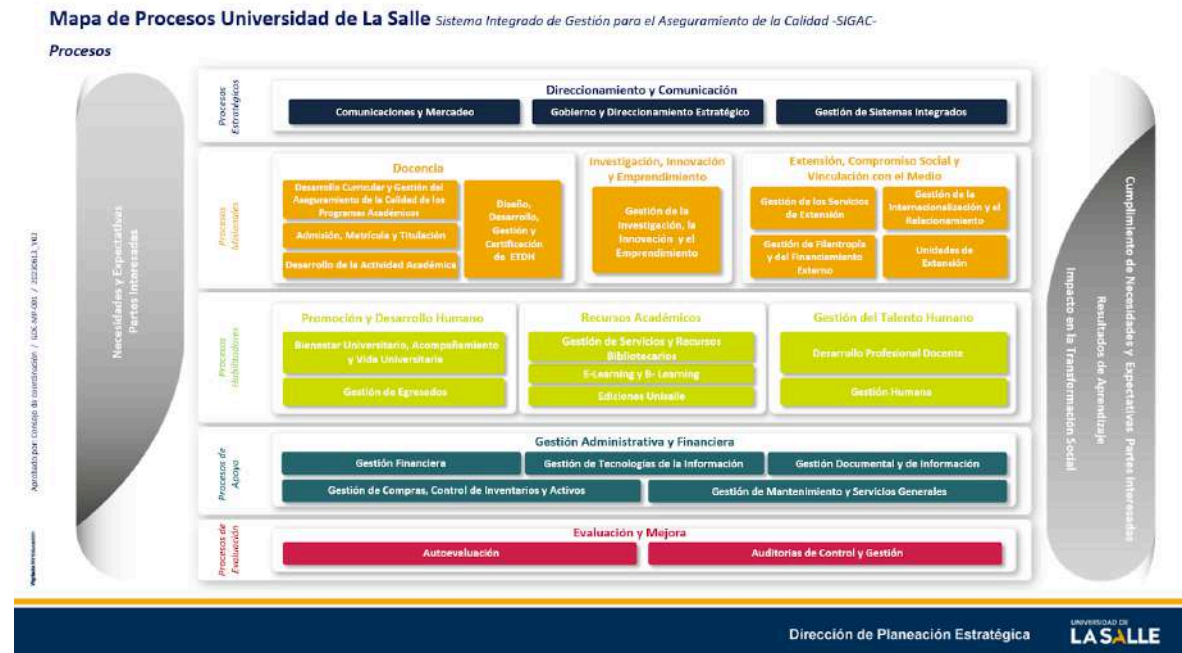 Mapa de Procesos Universidad de La Salle Sistema Integrado de Gestión para el Aseguramiento de la Calidad -SIGAC-
Procesos
Necesidades y Expectativas
Partes Interesadas
Procesos
Estratégicos
Direccionamiento y Comunicación
Comunicaciones y Mercadeo
Gobierno y Direccionamiento Estratégico
Gestión de Sistemas Integrados
Procesos
Misionales
Docencia
Desarrollo Curricular y Gestión del
Aseguramiento de la Calidad de los
Programas Académicos
Admisión, Matrícula y Titulación
Desarrollo de la Actividad Académica
Diseño,
Desarrollo,
Gestión y
Certificación
de ETDH
Investigación, Innovación
y Emprendimiento
Gestión de la
Investigación, la
Innovación y el
Emprendimiento
Extensión, Compromiso Social y
Vinculación con el Medio
Gestión de los Servicios
de Extensión
Gestión de la
Internacionalización y el
Relacionamiento
Gestión de Filantropía
y del Financiamiento
Externo
Unidades de
Extensión
Procesos
Habilitadores
Promoción y Desarrollo Humano
Bienestar Universitario, Acompañamiento
y Vida Universitaria
Gestión de Egresados
Recursos Académicos
Gestión de Servicios y Recursos
Bibliotecarios
E-Learning y B- Learning
Ediciones Unisalle
Gestión del Talento Humano
Desarrollo Profesional Docente
Gestión Humana
Procesos de
Apoyo
Gestión Administrativa y Financiera
Gestión Financiera
Gestión de Tecnologías de la Información
Gestión Documental y de Información
Gestión de Compras, Control de Inventarios y Activos
Gestión de Mantenimiento y Servicios Generales
Procesos de
Evaluación
Evaluación y Mejora
Autoevaluación
Auditorias de Control y Gestión
Cumplimiento de Necesidades y Expectativas Partes Interesadas
Resultados de Aprendizaje
Impacto en la Transformación Social
Aprobado por: Consejo de coordinación /
Dirección de Planeación Estratégica
UNIVERSIDAD DE
LA SALLE